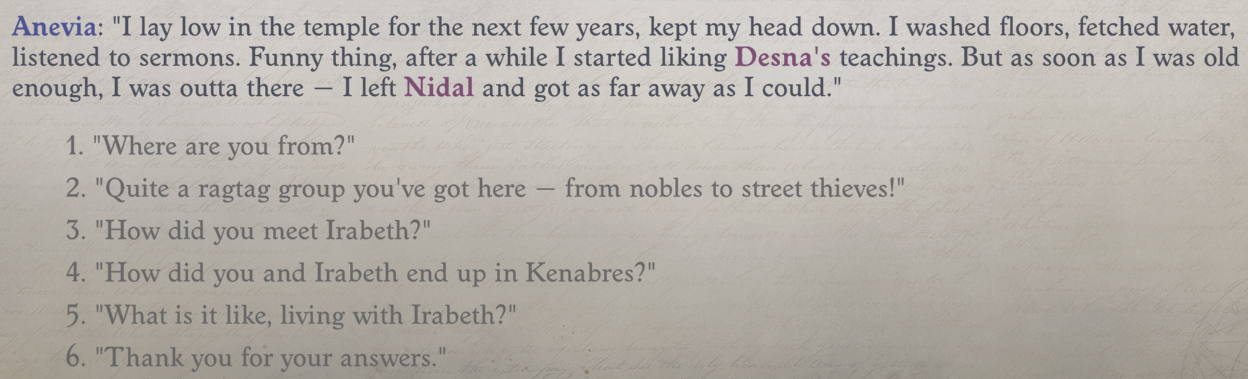 Anevia: "I lay low in the temple for the next few years, kept my head down. I washed floors, fetched water,
listened to sermons. Funny thing, after a while I started liking Desna's teachings. But as soon as I was old
enough, I was outta there — I left Nidal and got as far away as I could."
1. "Where are you from?"
2. "Quite a ragtag group you've got here — from nobles to street thieves!"
3. "How did you meet Irabeth?"
4. "How did you and Irabeth end up in Kenabres?"
5. "What is it like, living with Irabeth?"
6. "Thank you for your answers."